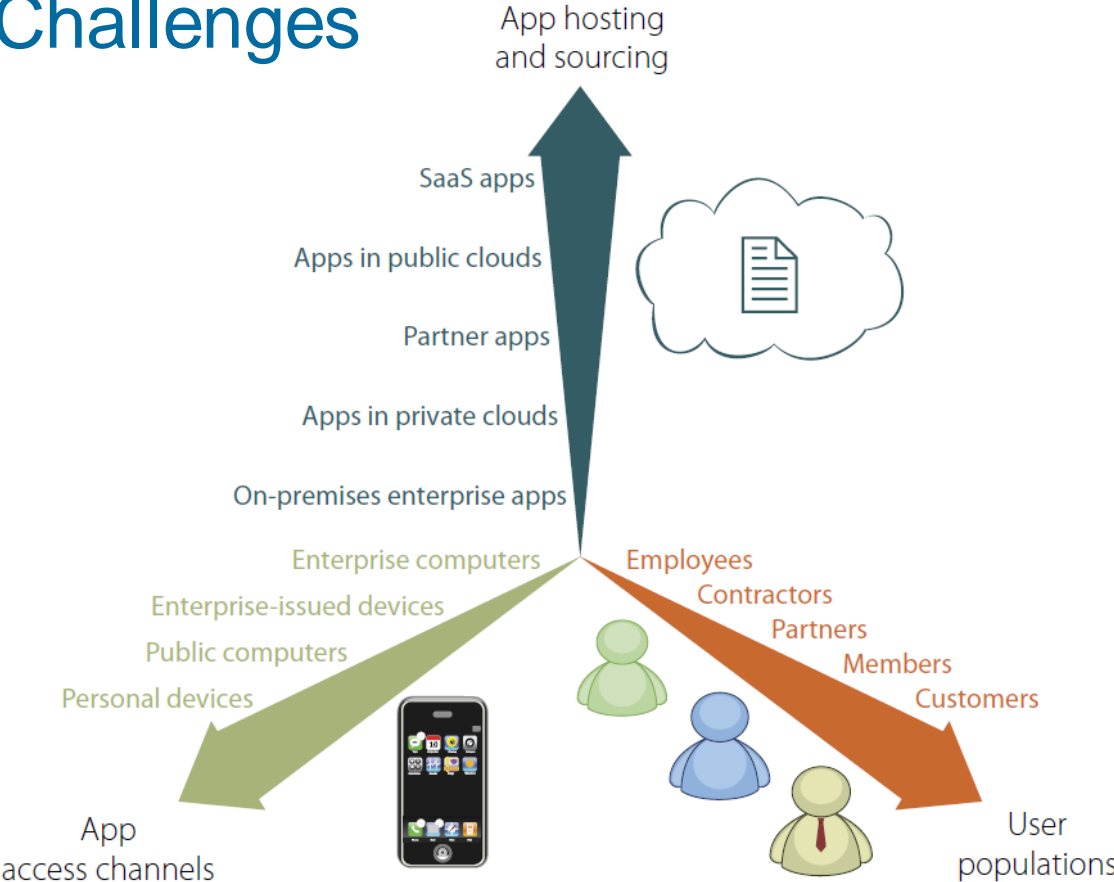 Challenges
App hosting
and sourcing
SaaS apps
Apps in public clouds
Partner apps
Apps in private clouds
On-premises enterprise apps
Enterprise computers
Enterprise-issued devices
Public computers
Personal devices
Employees
Contractors
Partners
Members
Customers
10
App
access channels
User
populations